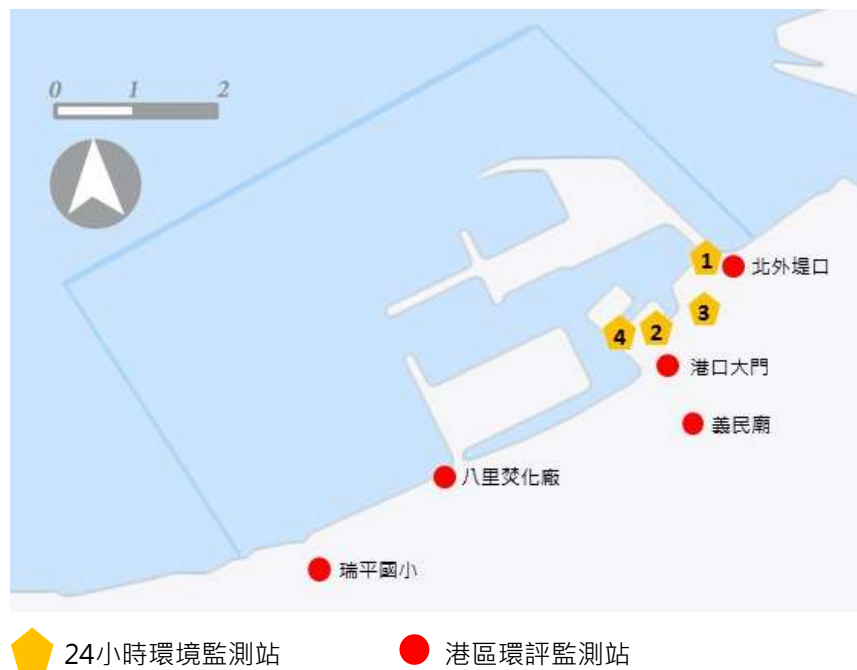 0 1 2
1
北外堤口
3
2
4
港口大門
義民廟
八里焚化廠
瑞平國小
24小時環境監測站
港區環評監測站